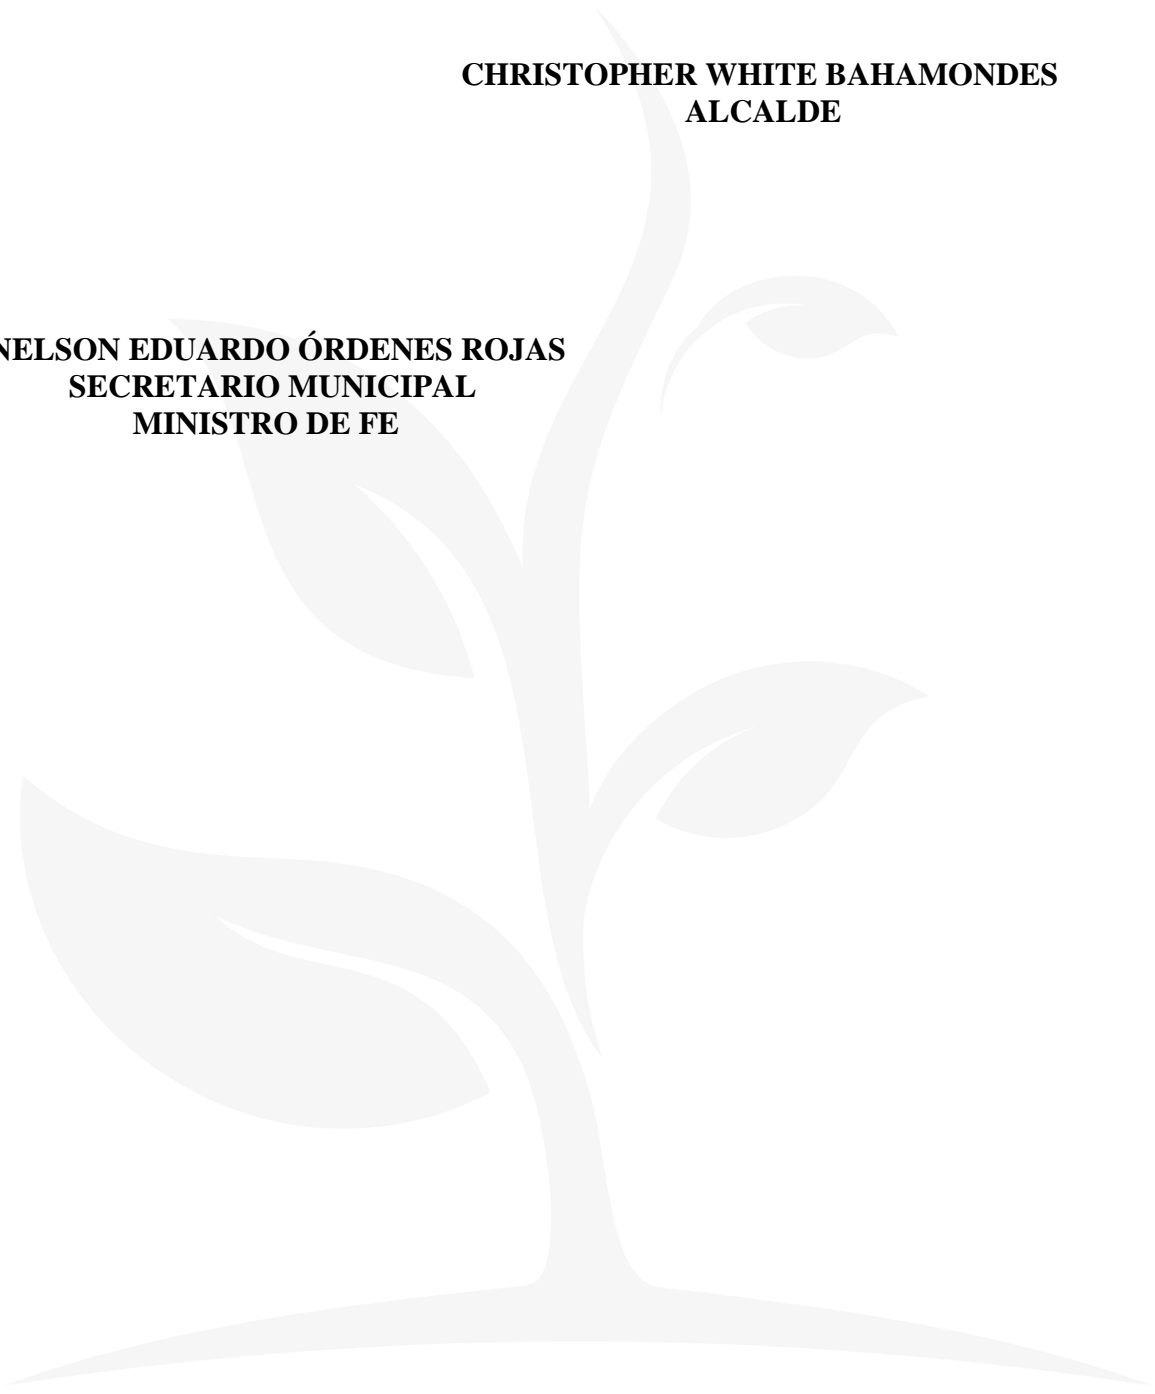 CHRISTOPHER WHITE BAHAMONDES
ALCALDE
NELSON EDUARDO ÓRDENES ROJAS
SECRETARIO MUNICIPAL
MINISTRO DE FE